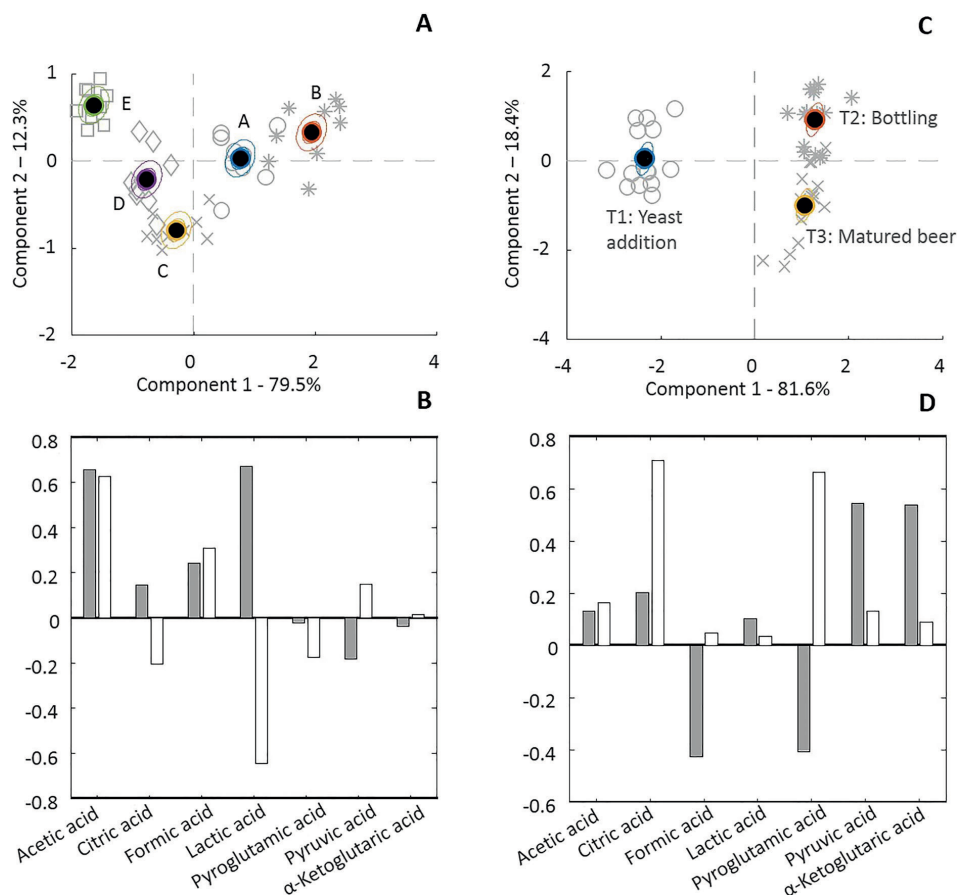 A
Component 2 – 12.3%
1
0
-1
-2
E
D
C
A
B
-2
0
2
4
Component 1 - 79.5%
C
Component 2 – 18.4%
2
0
-2
-4
T2: Bottling
T1: Yeast
addition
T3: Matured beer
-4
-2
0
2
4
Component 1 - 81.6%
B
0.8
0.6
0.4
0.2
0
-0.2
-0.4
-0.6
-0.8
Acetic acid
Citric acid
Formic acid
Lactic acid
Pyroglutamic acid
Pyruvic acid
α-Ketoglutaric acid
D
0.8
0.6
0.4
0.2
0
-0.2
-0.4
-0.6
Acetic acid
Citric acid
Formic acid
Lactic acid
Pyroglutamic acid
Pyruvic acid
α-Ketoglutaric acid